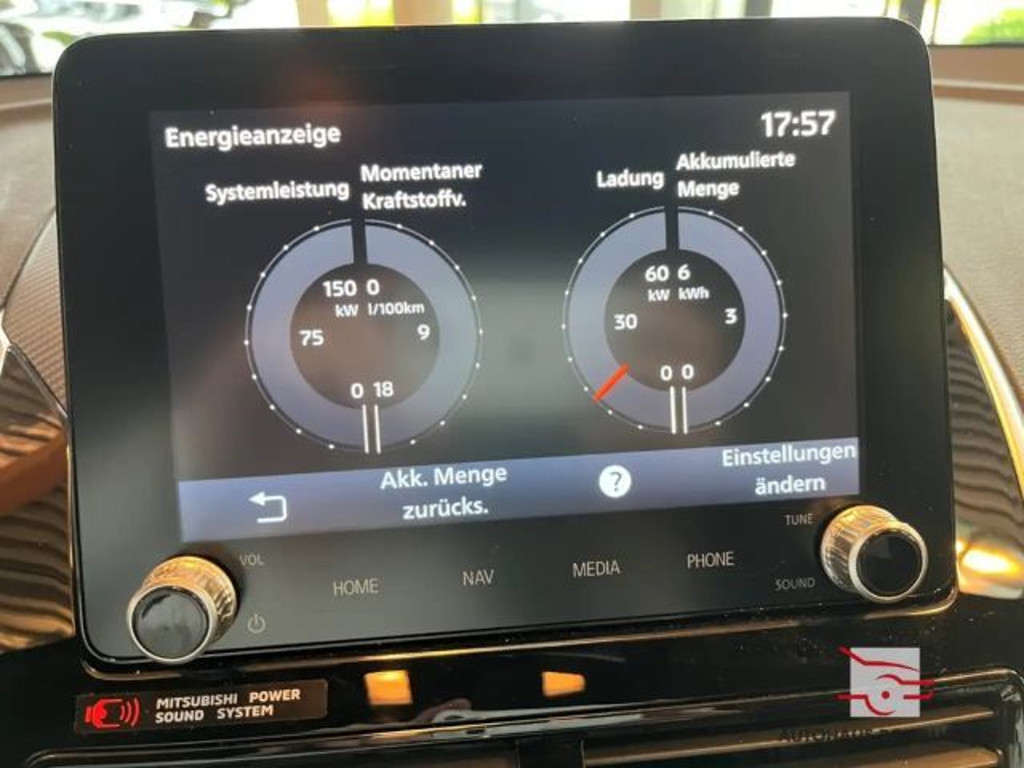 Energieanzeige
17:57
Systemleistung
Momentaner
Kraftstoffv.
150 0
kW l/100km
75 9
0 18
Ladung
Akkumulierte
Menge
60 6
kW kWh
30 3
0 0
Akk. Menge
zurücks.
?
Einstellungen
ändern
VOL
HOME
NAV
MEDIA
PHONE
TUNE
SOUND
MITSUBISHI POWER
SOUND SYSTEM
AUTOHAUS